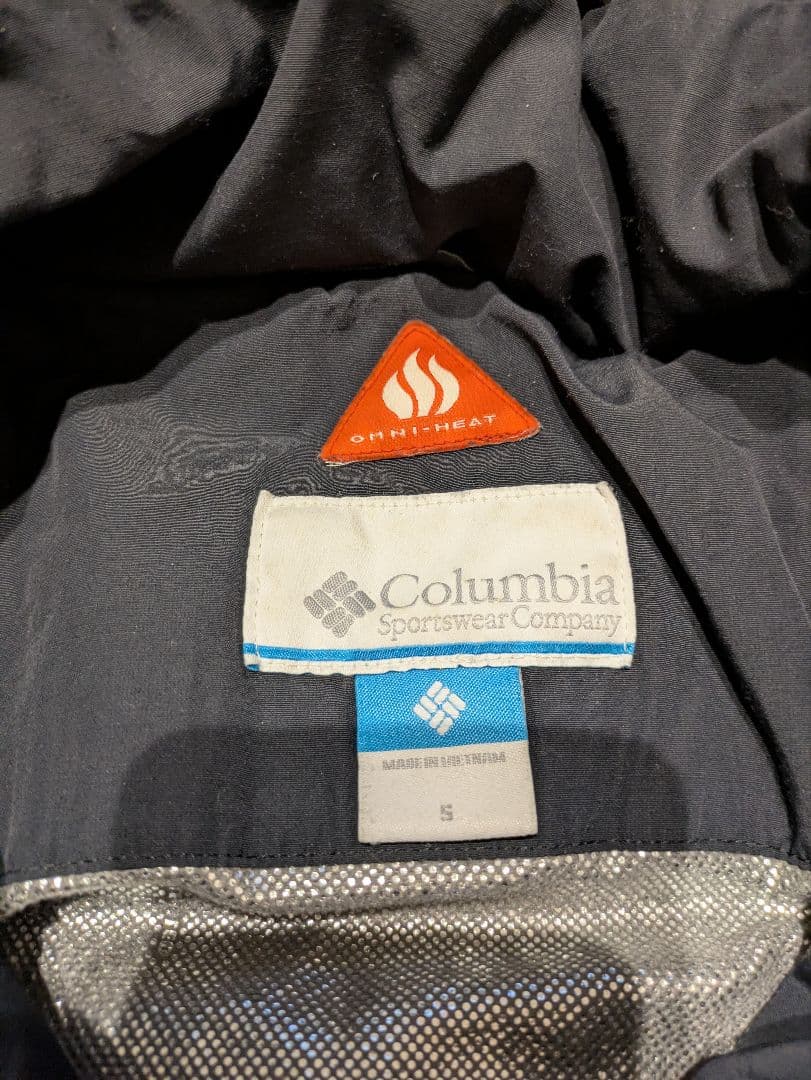 OMNI-HEAT
Columbia
Sportswear Company
MADE IN VIETNAM
S